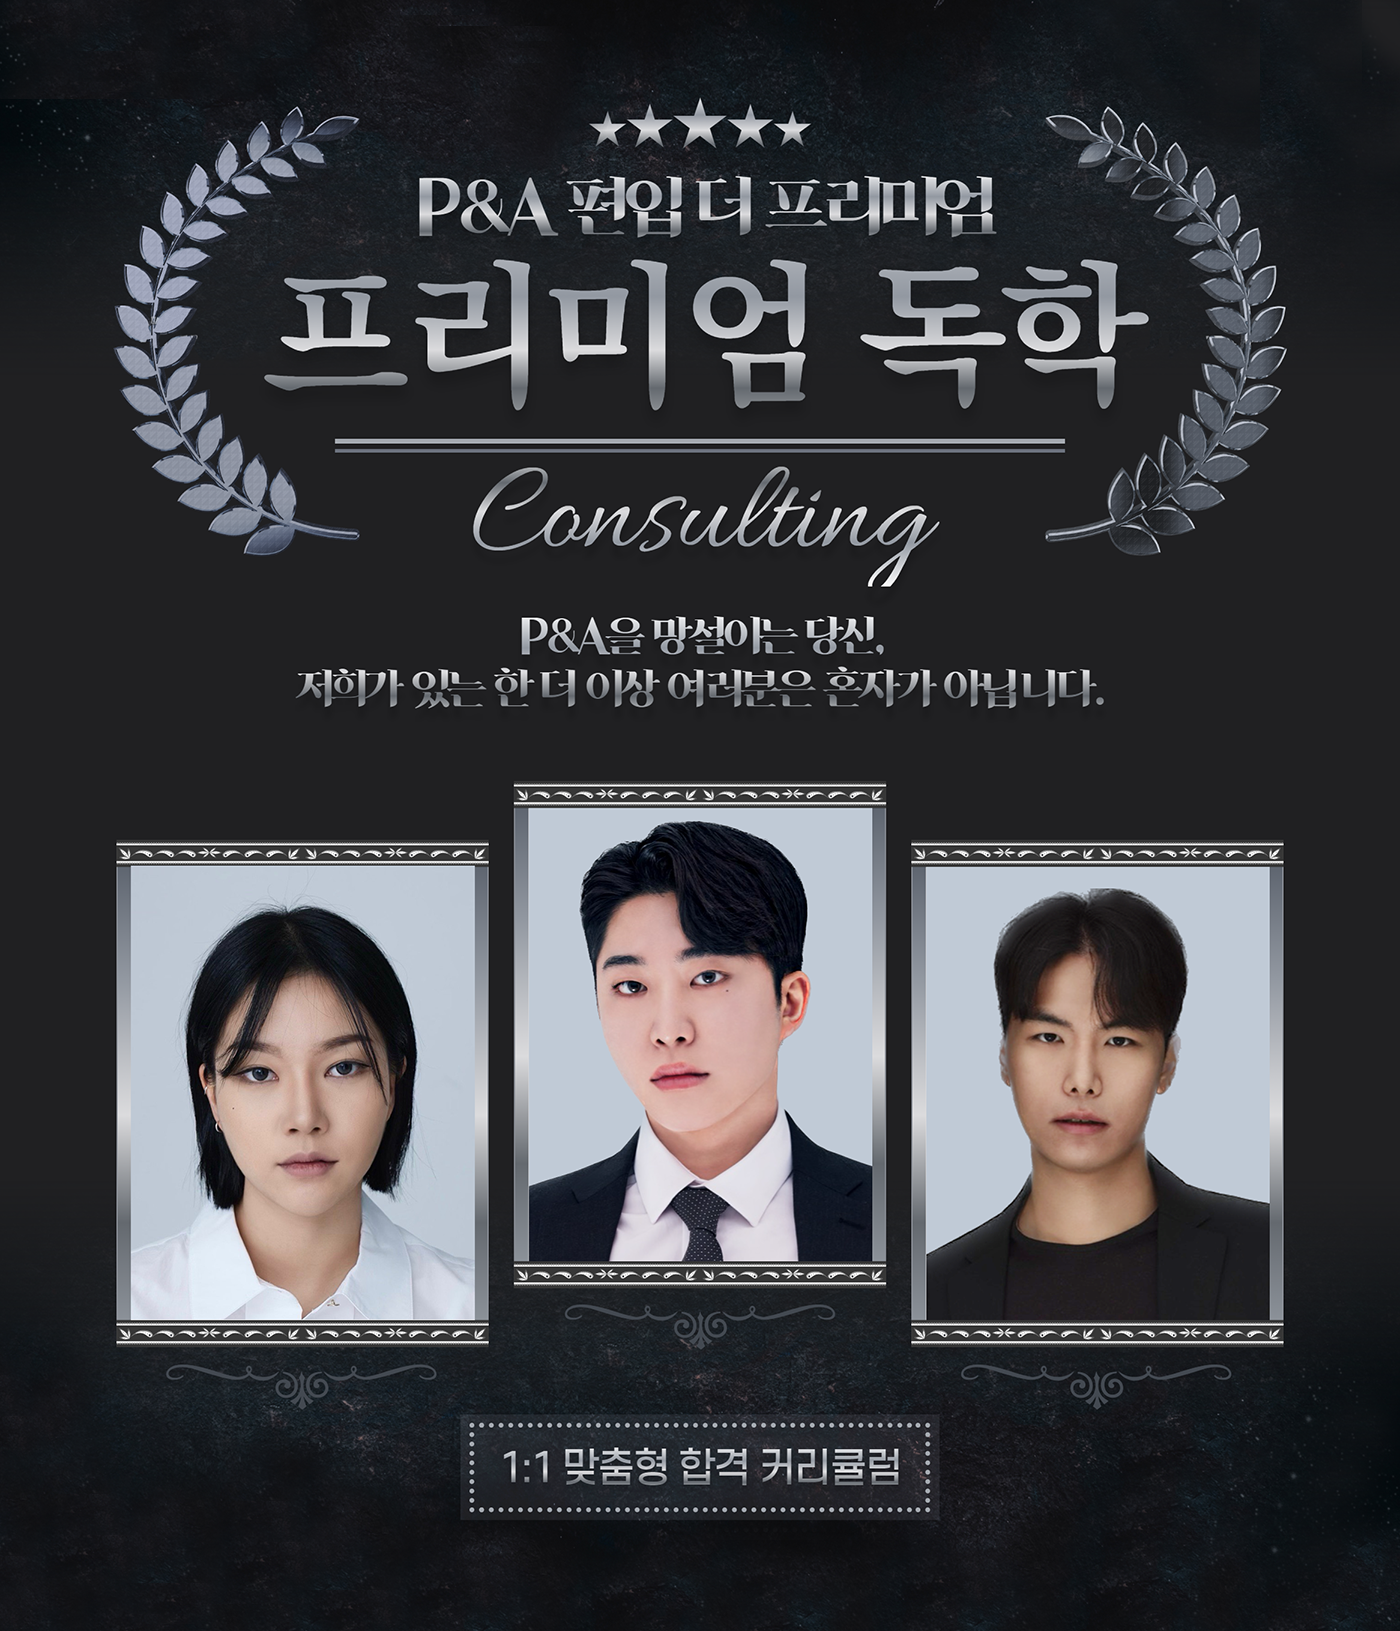 P&A 편입 더 프리미엄
프리미엄 독학
Consulting
P&A을 망설이는 당신,
저희가 있는 한 더 이상 여러분은 혼자가 아닙니다.
1:1 맞춤형 합격 커리큘럼